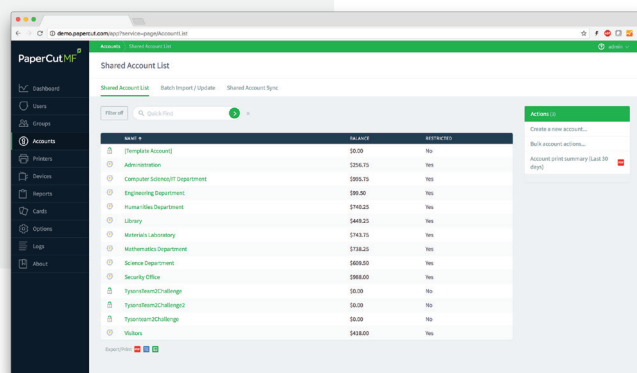 demo.papercut.com/app?service=page/AccountList
PaperCut MF
Accounts Shared Account List
admin
Shared Account List
Shared Account List Batch Import / Update Shared Account Sync
Filter off Quick Find
Dashboard
Users
Groups
Accounts
Printers
Devices
Reports
Cards
Options
Logs
About
NAME BALANCE RESTRICTED
[Template Account] $0.00 No
Administration $256.75 Yes
Computer Science/IT Department $955.75 Yes
Engineering Department $99.50 Yes
Humanities Department $740.25 Yes
Library $449.25 Yes
Materials Laboratory $743.75 Yes
Mathematics Department $736.25 Yes
Science Department $609.50 Yes
Security Office $968.00 Yes
TysonsTeam2Challenge $0.00 No
TysonsTeam2Challenge2 $0.00 No
Tysonteam2Challenge $0.00 No
Visitors $418.00 Yes
Export/Print
Actions
Create a new account...
Bulk account actions...
Account print summary (Last 30
days)